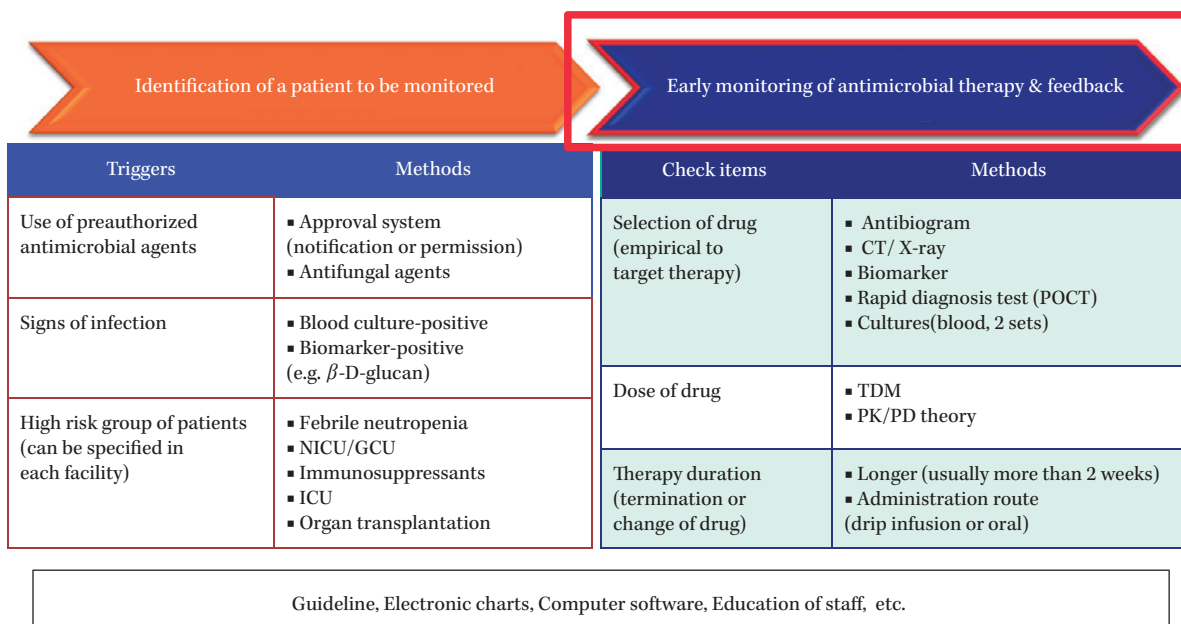 Identification of a patient to be monitored
Early monitoring of antimicrobial therapy & feedback
Triggers
Methods
Use of preauthorized
antimicrobial agents
▪ Approval system
(notification or permission)
▪ Antifungal agents
Signs of infection
▪ Blood culture-positive
▪ Biomarker-positive
(e.g. β-D-glucan)
High risk group of patients
(can be specified in
each facility)
▪ Febrile neutropenia
▪ NICU/GCU
▪ Immunosuppressants
▪ ICU
▪ Organ transplantation
Check items
Methods
Selection of drug
(empirical to
target therapy)
▪ Antibiogram
▪ CT/ X-ray
▪ Biomarker
▪ Rapid diagnosis test (POCT)
▪ Cultures(blood, 2 sets)
Dose of drug
▪ TDM
▪ PK/PD theory
Therapy duration
(termination or
change of drug)
▪ Longer (usually more than 2 weeks)
▪ Administration route
(drip infusion or oral)
Guideline, Electronic charts, Computer software, Education of staff, etc.